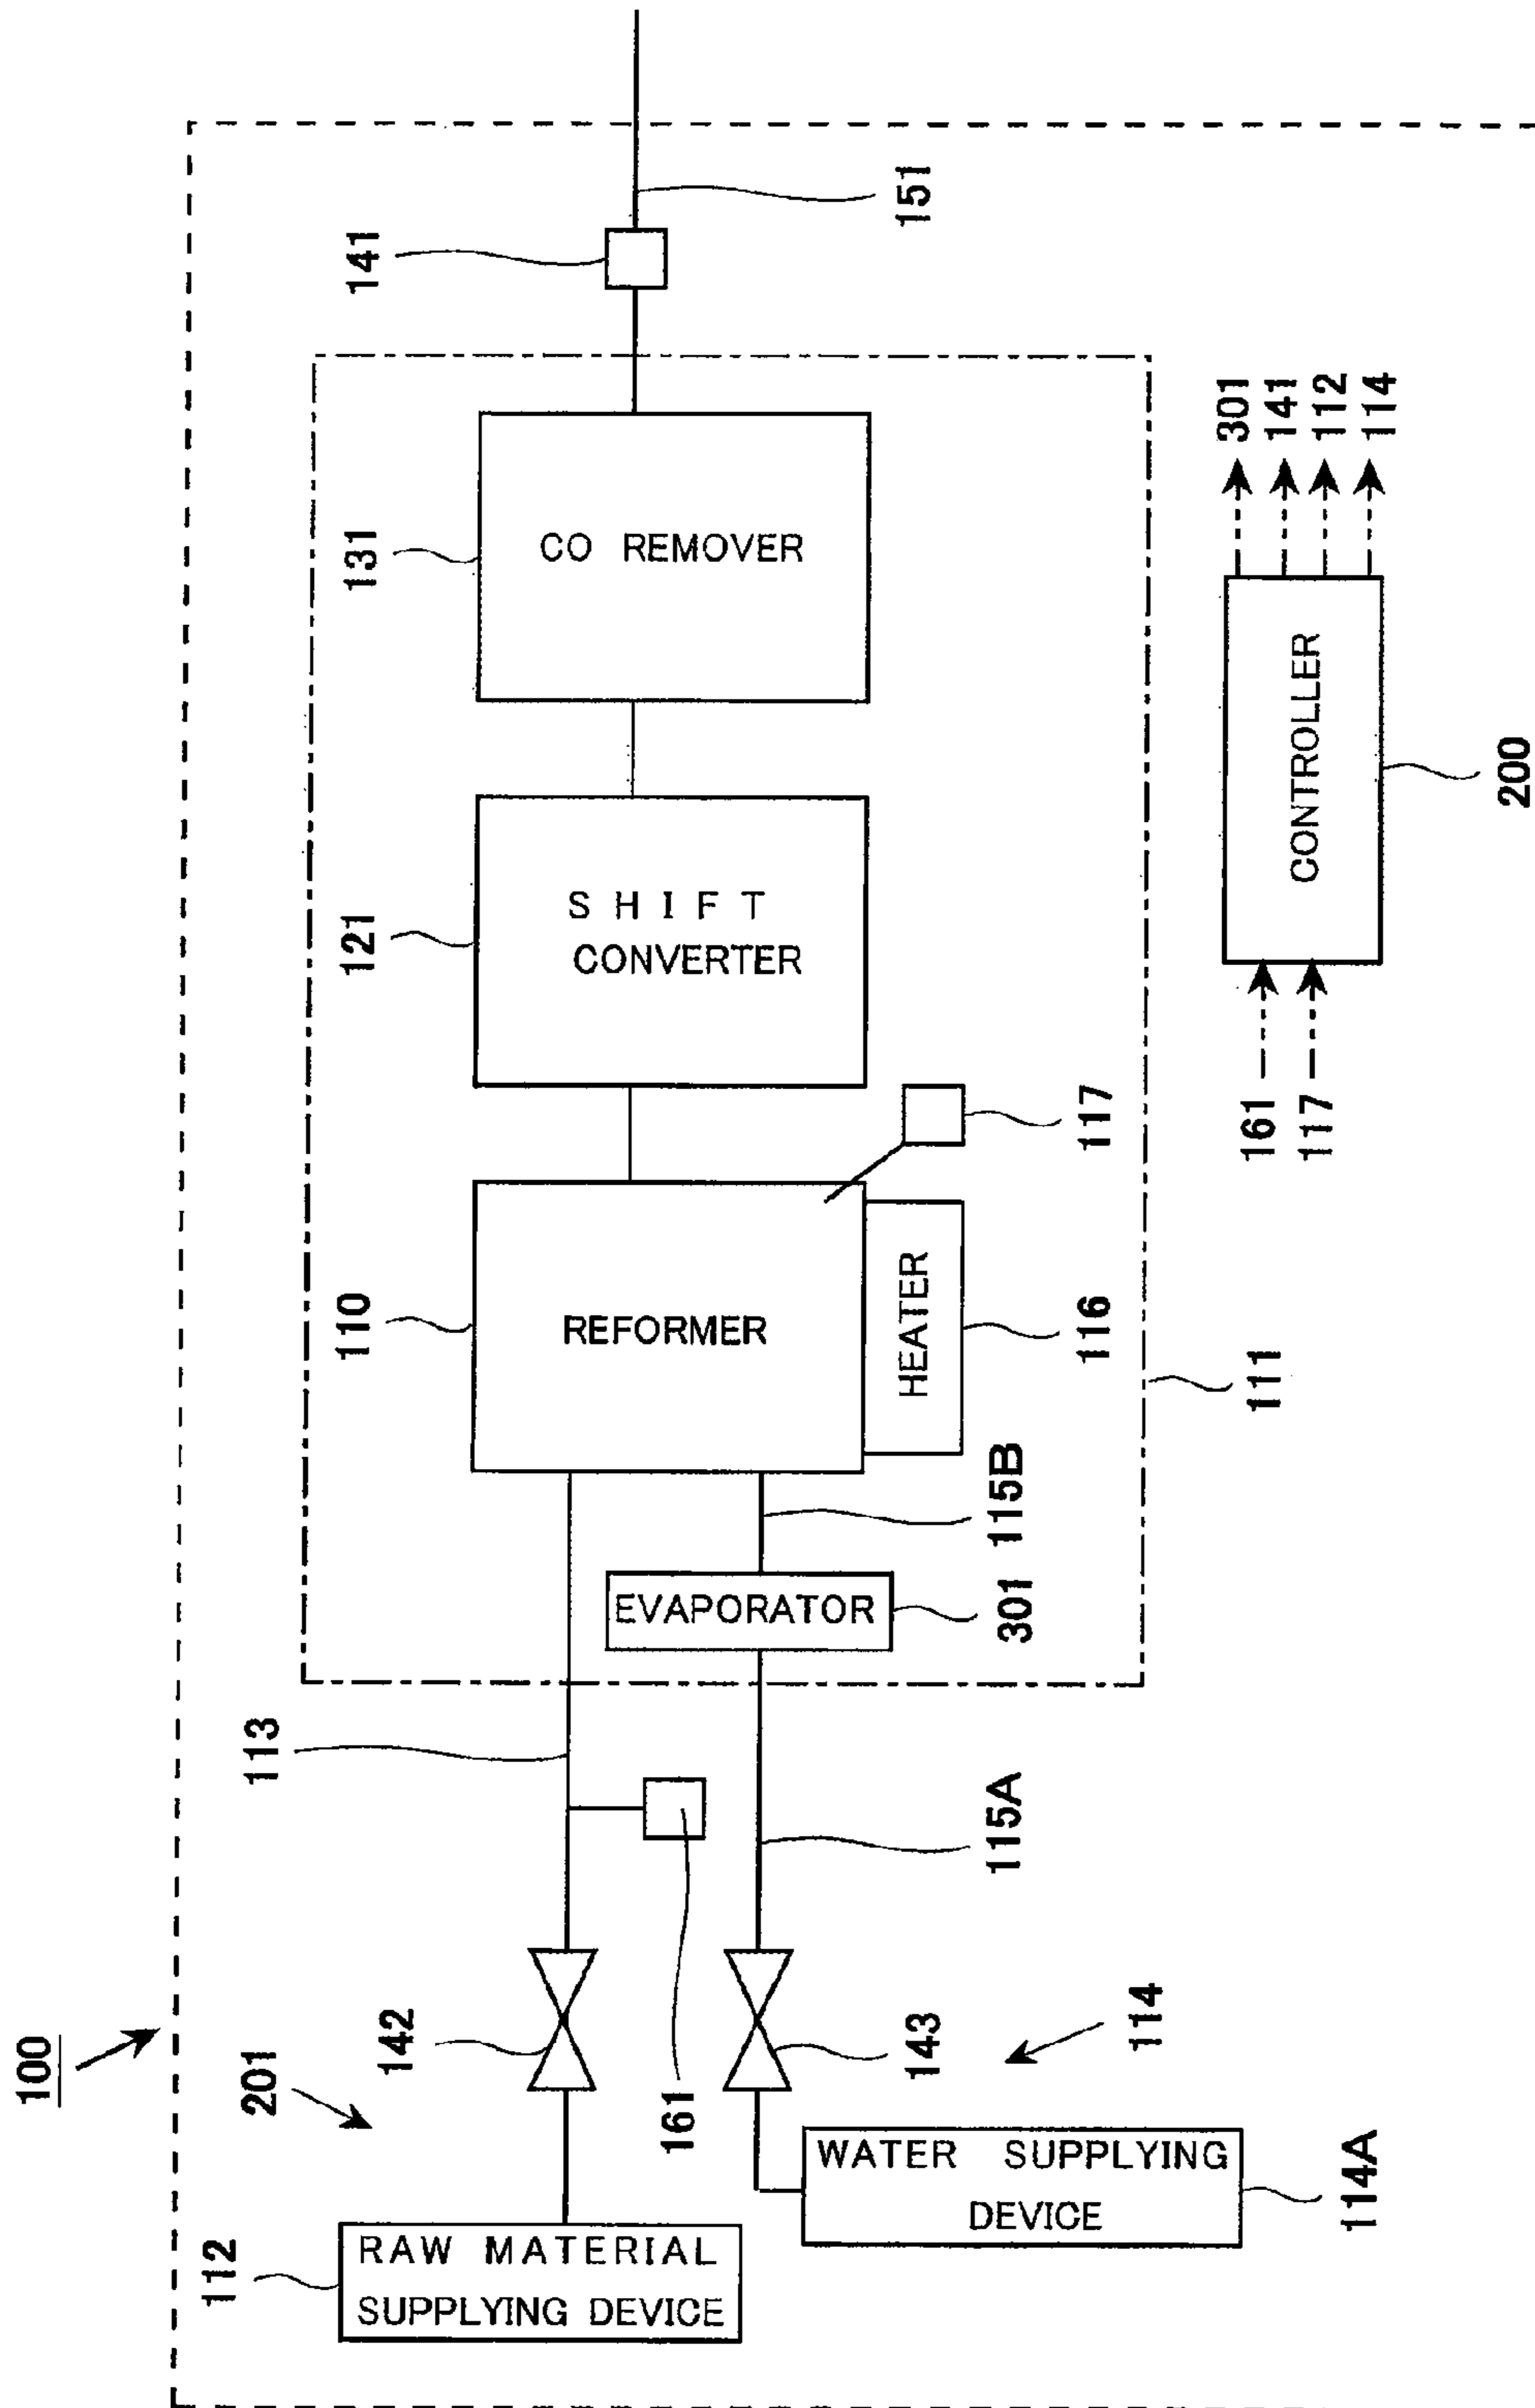 100
201
112
RAW MATERIAL
SUPPLYING DEVICE
142
161
113
WATER SUPPLYING
DEVICE
114A
143
114
115A
EVAPORATOR
301
115B
110
REFORMER
HEATER
116
117
111
121
SHIFT
CONVERTER
131
CO REMOVER
141
151
161
117
CONTROLLER
200
301
141
112
114